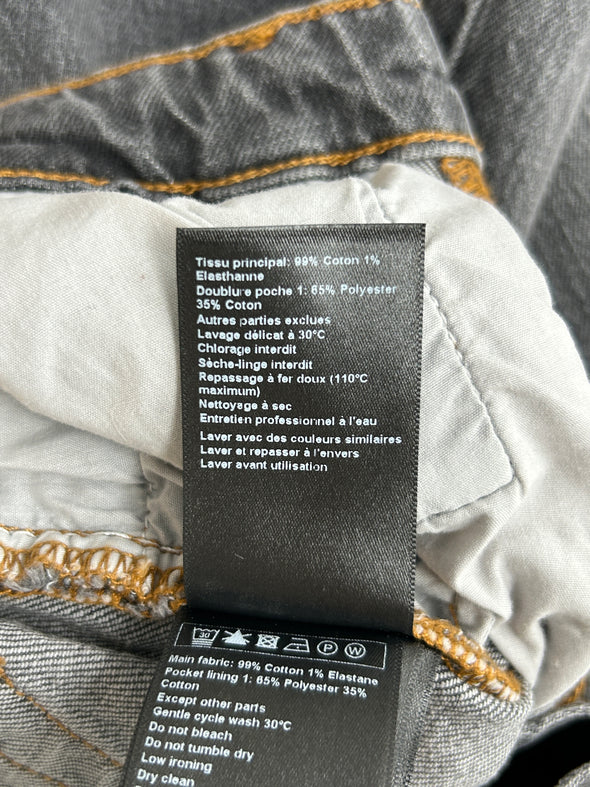 Tissu principal: 99% Coton 1%
Elasthanne
Doublure poche 1: 65% Polyester
35% Coton
Autres parties exclues
Lavage délicat à 30°C
Chlorage interdit
Sèche-linge interdit
Repassage à fer doux (110°C
maximum)
Nettoyage à sec
Entretien professionnel à l'eau
Laver avec des couleurs similaires
Laver et repasser à l'envers
Laver avant utilisation
30 P W
Main fabric: 99% Cotton 1% Elastane
Pocket lining 1: 65% Polyester 35%
Cotton
Except other parts
Gentle cycle wash 30°C
Do not bleach
Do not tumble dry
Low ironing
Dry clean